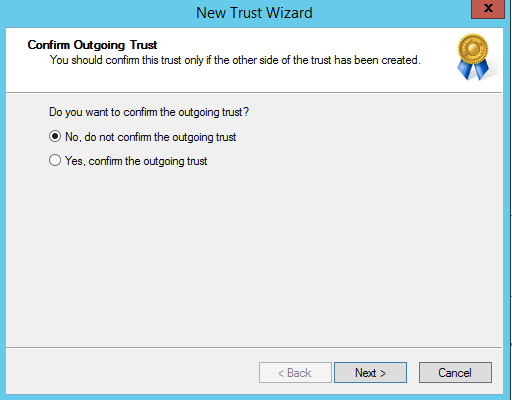 New Trust Wizard
x
Confirm Outgoing Trust
You should confirm this trust only if the other side of the trust has been created.
Do you want to confirm the outgoing trust?
No, do not confirm the outgoing trust
Yes, confirm the outgoing trust
< Back Next > Cancel